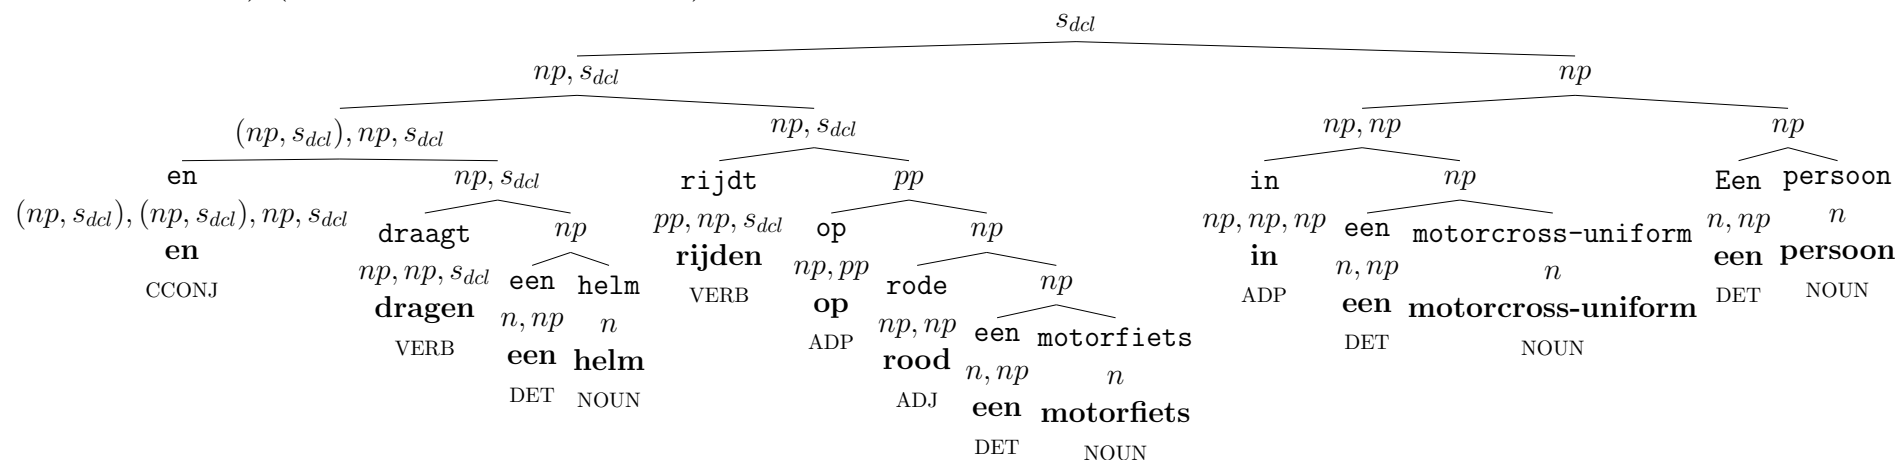 s_dcl
np, s_dcl np
(np, s_dcl), np, s_dcl np, s_dcl np, np np
en np, s_dcl rijdt pp in np Een persoon
(np, s_dcl), (np, s_dcl), np, s_dcl draagt np pp, np, s_dcl op np np, np, np een motorcross-uniform n, np n
en np, np, s_dcl een helm rijden np, pp rode np in n, np n een persoon
CCONJ dragen n, np n VERB op np, np een motorfiets ADP een motorcross-uniform DET NOUN
VERB een helm ADP rood n, np n DET NOUN
DET NOUN ADJ een motorfiets
DET NOUN